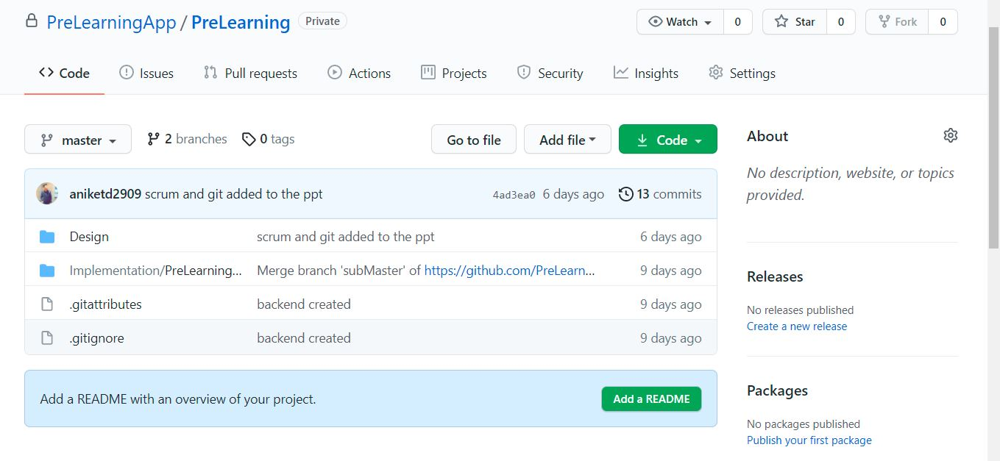 PreLearningApp / PreLearning Private Watch 0 Star 0 Fork 0
Code Issues Pull requests Actions Projects Security Insights Settings
master 2 branches 0 tags Go to file Add file Code
aniketd2909 scrum and git added to the ppt 4ad3ea0 6 days ago 13 commits
Design scrum and git added to the ppt 6 days ago
Implementation/PreLearning... Merge branch 'subMaster' of https://github.com/PreLearn... 9 days ago
.gitattributes backend created 9 days ago
.gitignore backend created 9 days ago
Add a README with an overview of your project. Add a README
About
No description, website, or topics
provided.
Releases
No releases published
Create a new release
Packages
No packages published
Publish your first package